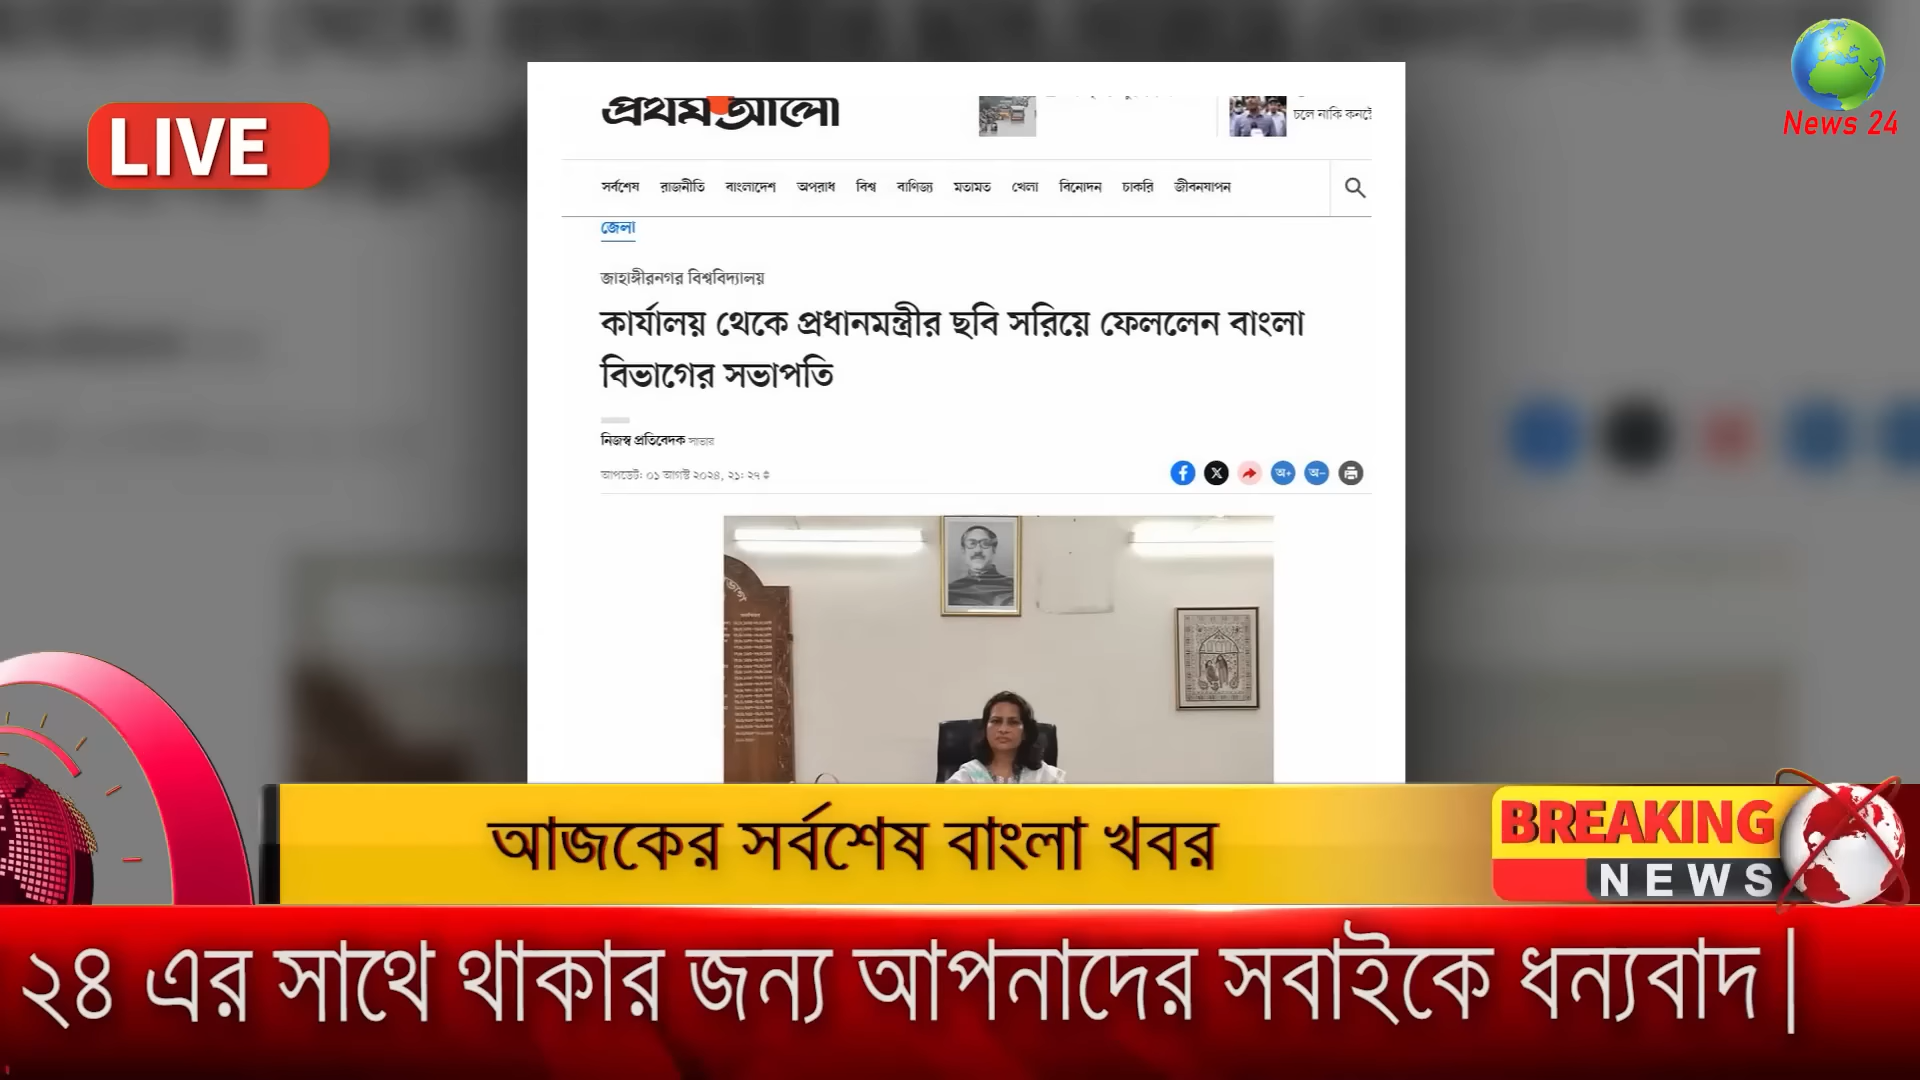 প্রথম আলো
চলে নাকি কনটে
News 24
LIVE
সর্বশেষ রাজনীতি বাংলাদেশ অপরাধ বিশ্ব বাণিজ্য মতামত খেলা বিনোদন চাকরি জীবনযাপন
জেলা
জাহাঙ্গীরনগর বিশ্ববিদ্যালয়
কার্যালয় থেকে প্রধানমন্ত্রীর ছবি সরিয়ে ফেললেন বাংলা
বিভাগের সভাপতি
নিজস্ব প্রতিবেদক সাভার
আপডেট: ০১ আগস্ট ২০২৪, ২১: ২৭
অ+ অ-
আজকের সর্বশেষ বাংলা খবর
BREAKING
NEWS
২৪ এর সাথে থাকার জন্য আপনাদের সবাইকে ধন্যবাদ |